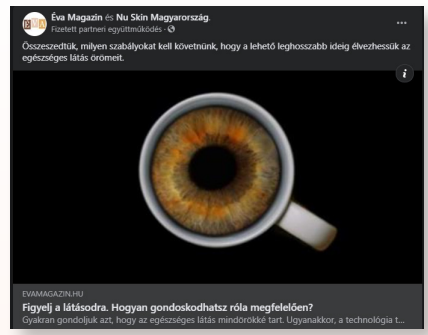 Éva Magazin és Nu Skin Magyarország.
Fizetett partneri együttműködés ·
Összeszedtük, milyen szabályokat kell követnünk, hogy a lehető leghosszabb ideig élvezhessük az
egészséges látás örömeit.
EVAMAGAZIN.HU
Figyelj a látásodra. Hogyan gondoskodhatsz róla megfelelően?
Gyakran gondoljuk azt, hogy az egészséges látás mindörökké tart. Ugyanakkor, a technológia t...